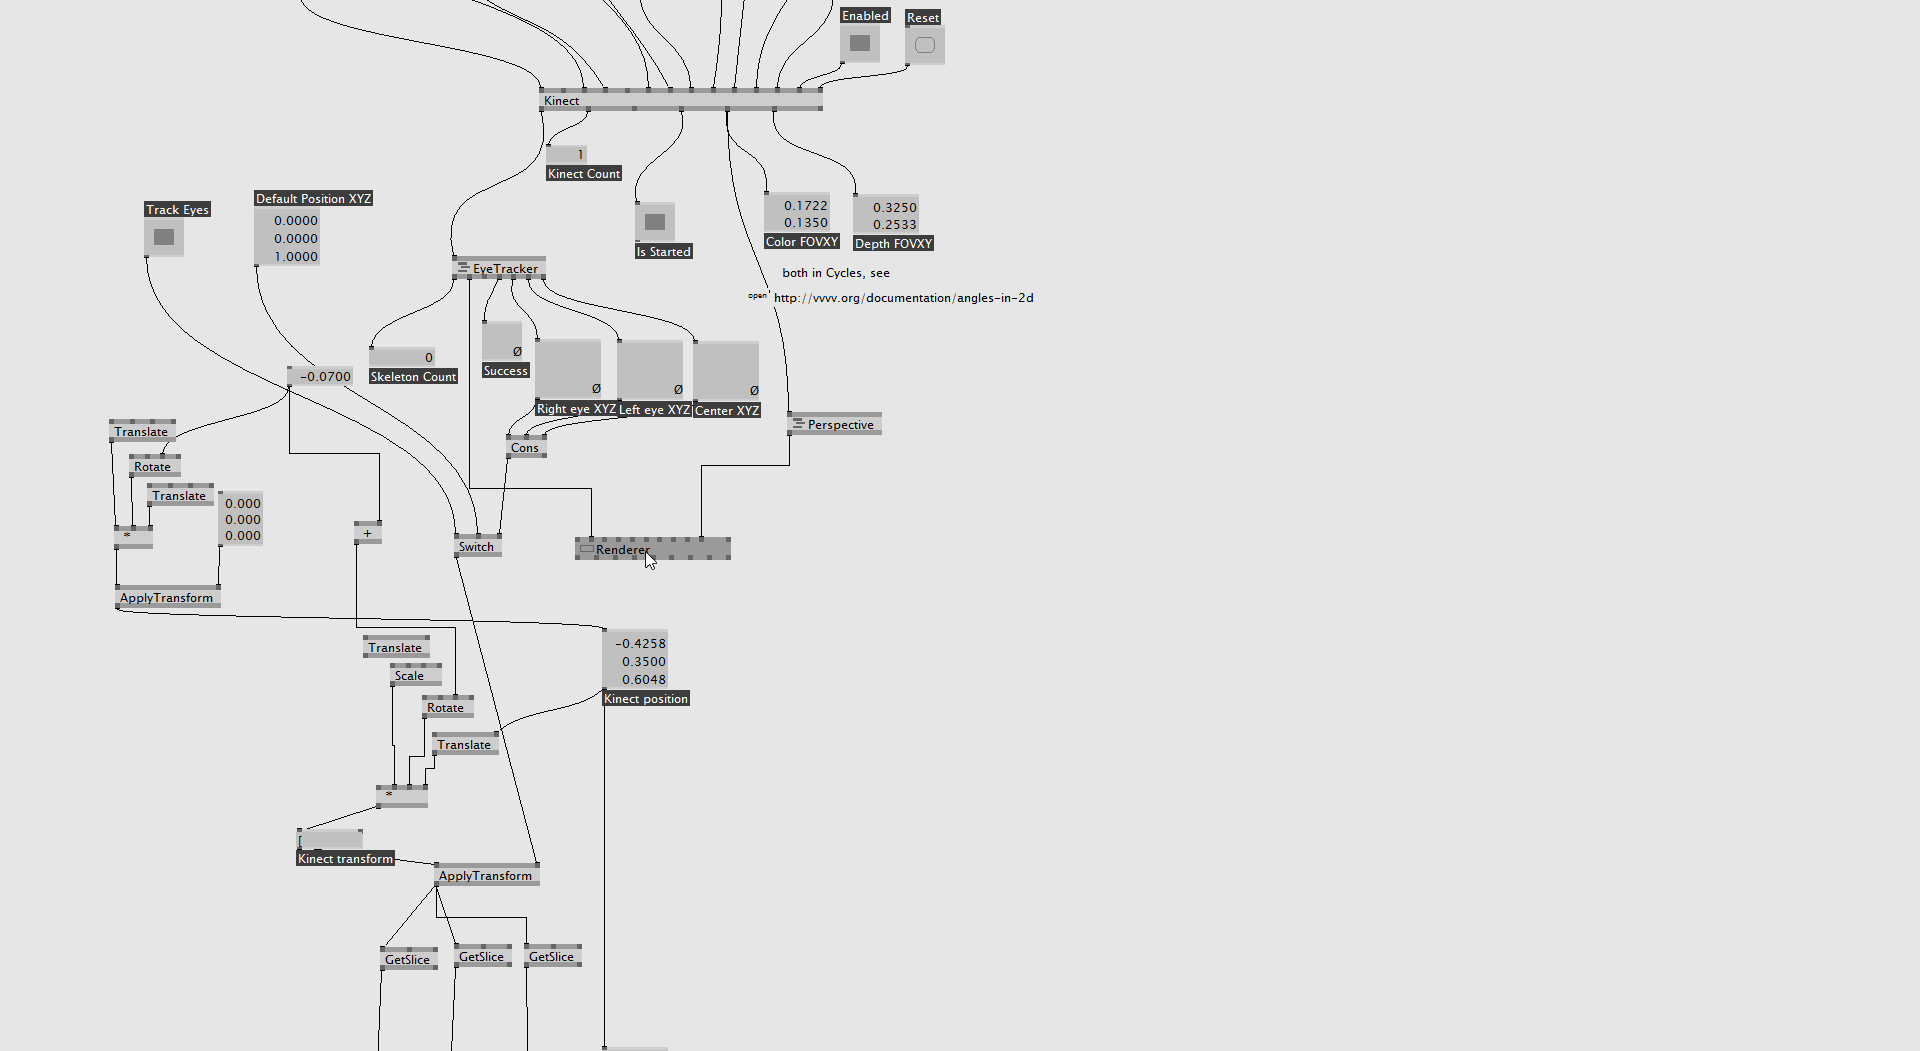 Enabled
Reset
Kinect
1
Kinect Count
Default Position XYZ
0.0000
0.0000
1.0000
Track Eyes
0.1722
0.1350
Color FOVXY
0.3250
0.2533
Depth FOVXY
Is Started
EyeTracker
both in Cycles, see
open
http://vvvv.org/documentation/angles-in-2d
0
Skeleton Count
Ø
Success
Ø
Right eye XYZ
Ø
Left eye XYZ
Ø
Center XYZ
-0.0700
Perspective
Translate
Rotate
Translate
Cons
0.000
0.000
0.000
*
+
Switch
Renderer
ApplyTransform
-0.4258
0.3500
0.6048
Kinect position
Translate
Scale
Rotate
Translate
*
[
Kinect transform
ApplyTransform
GetSlice
GetSlice
GetSlice